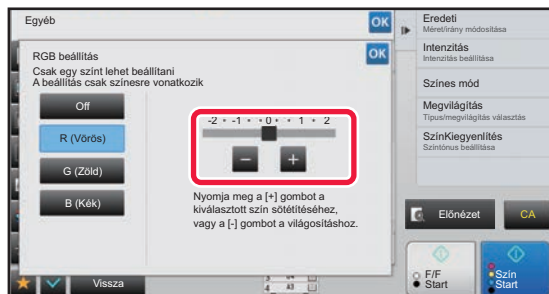 Egyéb
OK
RGB beállítás
OK
Csak egy színt lehet beállítani
A beállítás csak színesre vonatkozik
Off
R (Vörös)
G (Zöld)
B (Kék)
-2 • -1 • • 0 • • 1 • 2
−
+
Nyomja meg a [+] gombot a
kiválasztott szín sötétítéséhez,
vagy a [-] gombot a világosításhoz.
Vissza
A3
Eredeti
Méret/irány módosítása
Intenzitás
Intenzitás beállítása
Színes mód
Megvilágítás
Típus/megvilágítás választás
SzínKiegyenlítés
Színtónus beállítása
Előnézet
CA
F/F
Start
Szín
Start